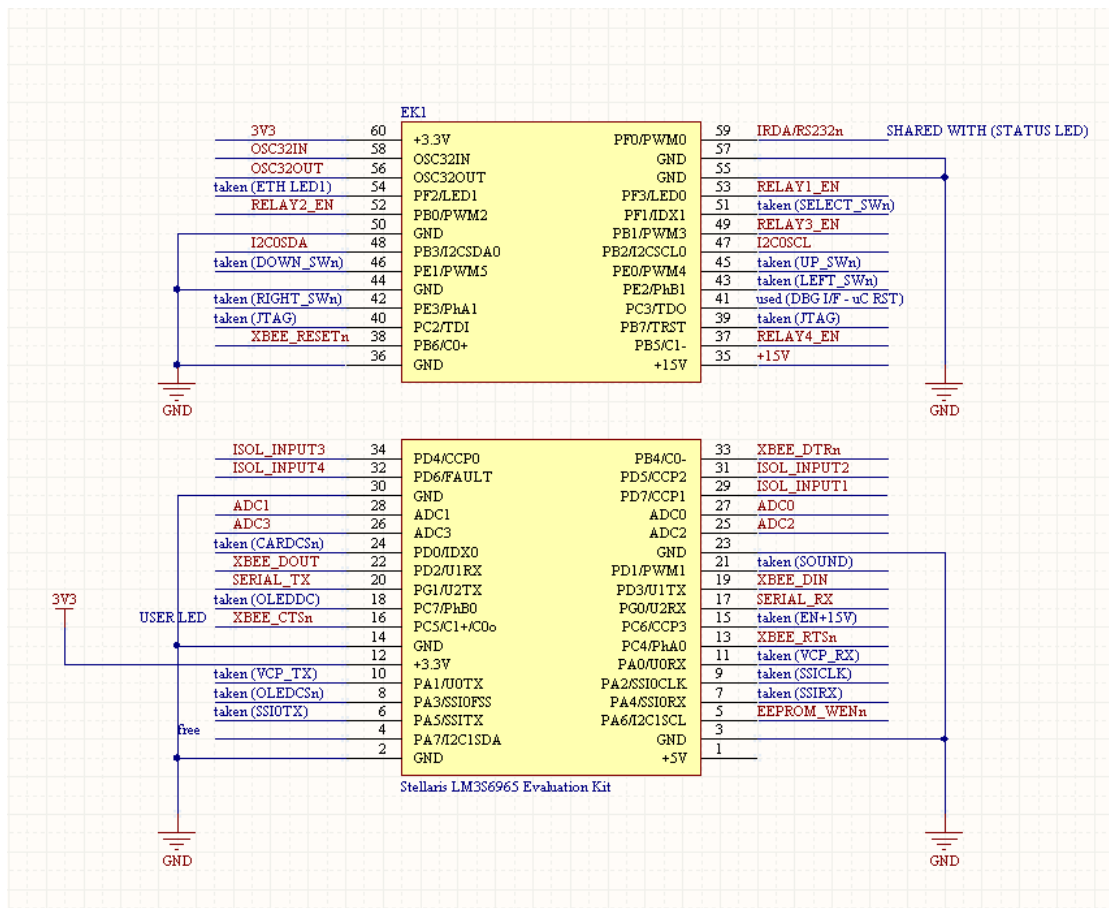 EK1
3V3 60 +3.3V PF0/PWM0 59 IRDA/RS232n SHARED WITH (STATUS LED)
OSC32IN 58 OSC32IN GND 57
OSC32OUT 56 OSC32OUT GND 55
taken (ETH LED1) 54 PF2/LED1 PF3/LED0 53 RELAY1_EN
RELAY2_EN 52 PB0/PWM2 PF1/IDX1 51 taken (SELECT_SWn)
50 GND PB1/PWM3 49 RELAY3_EN
I2C0SDA 48 PB3/I2CSDA0 PB2/I2CSCL0 47 I2C0SCL
taken (DOWN_SWn) 46 PE1/PWM5 PE0/PWM4 45 taken (UP_SWn)
44 GND PE2/PhB1 43 taken (LEFT_SWn)
taken (RIGHT_SWn) 42 PE3/PhA1 PC3/TDO 41 used (DBG I/F - uC RST)
taken (JTAG) 40 PC2/TDI PB7/TRST 39 taken (JTAG)
XBEE_RESETn 38 PB6/C0+ PB5/C1- 37 RELAY4_EN
36 GND +15V 35 +15V
GND GND
ISOL_INPUT3 34 PD4/CCP0 PB4/C0- 33 XBEE_DTRn
ISOL_INPUT4 32 PD6/FAULT PD5/CCP2 31 ISOL_INPUT2
30 GND PD7/CCP1 29 ISOL_INPUT1
ADC1 28 ADC1 ADC0 27 ADC0
ADC3 26 ADC3 ADC2 25 ADC2
taken (CARDCSn) 24 PD0/IDX0 GND 23
XBEE_DOUT 22 PD2/U1RX PD1/PWM1 21 taken (SOUND)
SERIAL_TX 20 PG1/U2TX PD3/U1TX 19 XBEE_DIN
3V3 taken (OLEDDC) 18 PC7/PhB0 PG0/U2RX 17 SERIAL_RX
USER LED XBEE_CTSn 16 PC5/C1+/C0o PC6/CCP3 15 taken (EN+15V)
14 GND PC4/PhA0 13 XBEE_RTSn
12 +3.3V PA0/U0RX 11 taken (VCP_RX)
taken (VCP_TX) 10 PA1/U0TX PA2/SSI0CLK 9 taken (SSICLK)
taken (OLEDCSn) 8 PA3/SSI0FSS PA4/SSI0RX 7 taken (SSIRX)
taken (SSI0TX) 6 PA5/SSITX PA6/I2C1SCL 5 EEPROM_WENn
free 4 PA7/I2C1SDA GND 3
2 GND +5V 1
Stellaris LM3S6965 Evaluation Kit
GND GND